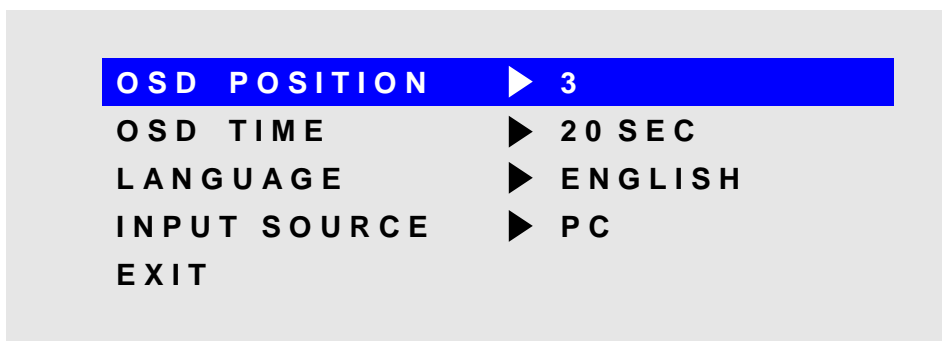 OSD POSITION ▶ 3
OSD TIME ▶ 20 SEC
LANGUAGE ▶ ENGLISH
INPUT SOURCE ▶ PC
EXIT